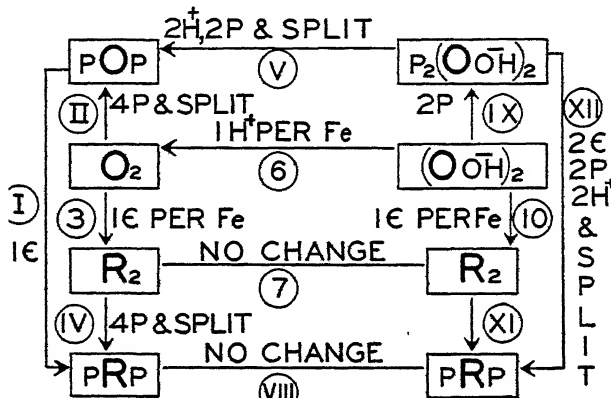 2H⁺,2P & SPLIT
POP
V
P₂(OOH̄)₂
II
4P & SPLIT
2P
IX
XII
2ϵ
2P
2H⁺
&
SPLIT
1H⁺ PER Fe
O₂
6
(OOH̄)₂
I
1ϵ
3
1ϵ PER Fe
1ϵ PER Fe
10
R₂
NO CHANGE
7
R₂
IV
4P & SPLIT
XI
PRP
NO CHANGE
VIII
PRP